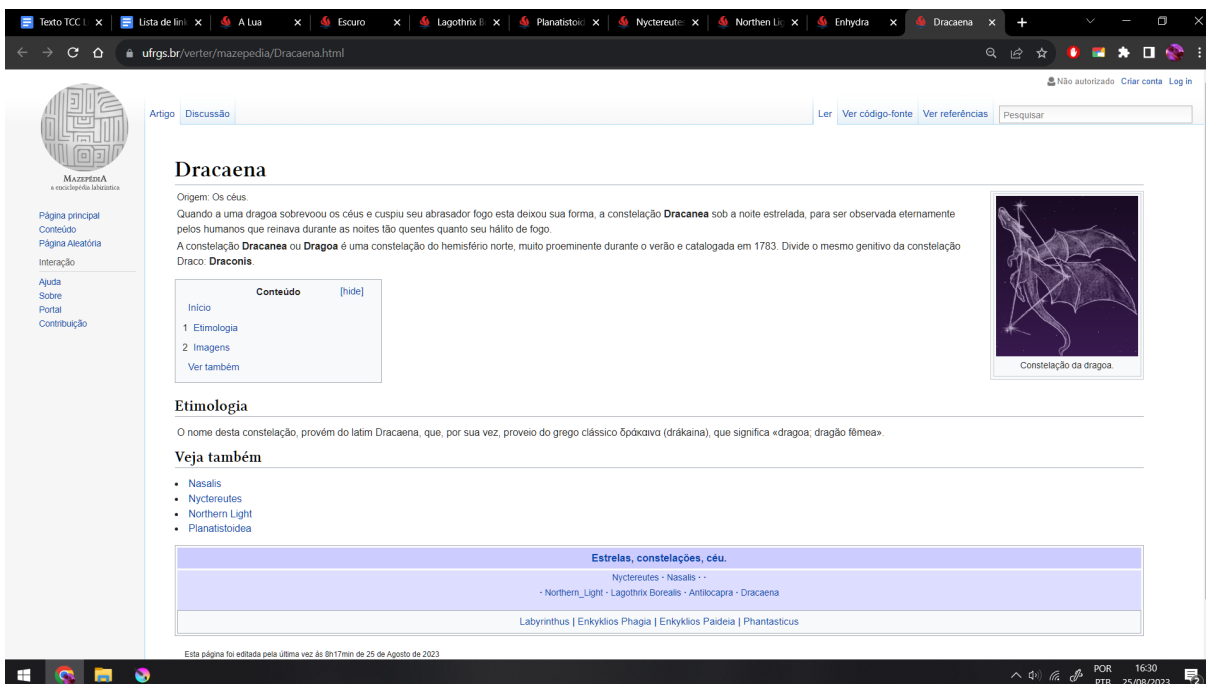 Texto TCC L
Lista de link
A Lua
Escuro
Lagothrix B
Planatistoid
Nyctereutes
Northen Lig
Enhydra
Dracaena
ufrgs.br/verter/mazepedia/Dracaena.html
Não autorizado Criar conta Log in
Artigo Discussão
Ler Ver código-fonte Ver referências Pesquisar
MAZEPÉDIA
a enciclopédia labiríntica
Página principal
Conteúdo
Página Aleatória
Interação
Ajuda
Sobre
Portal
Contribuição
Dracaena
Origem: Os céus.
Quando a uma dragoa sobrevoou os céus e cuspiu seu abrasador fogo esta deixou sua forma, a constelação Dracanea sob a noite estrelada, para ser observada eternamente
pelos humanos que reinava durante as noites tão quentes quanto seu hálito de fogo.
A constelação Dracanea ou Dragoa é uma constelação do hemisfério norte, muito proeminente durante o verão e catalogada em 1783. Divide o mesmo genitivo da constelação
Draco: Draconis.
Constelação da dragoa.
Conteúdo [hide]
Início
1 Etimologia
2 Imagens
Ver também
Etimologia
O nome desta constelação, provém do latim Dracaena, que, por sua vez, proveio do grego clássico δράκαινα (drákaina), que significa «dragoa; dragão fêmea».
Veja também
• Nasalis
• Nyctereutes
• Northern Light
• Planatistoidea
Estrelas, constelações, céu.
Nyctereutes · Nasalis · ·
· Northern_Light · Lagothrix Borealis · Antilocapra · Dracaena
Labyrinthus | Enkyklios Phagia | Enkyklios Paideia | Phantasticus
Esta página foi editada pela última vez ás 8h17min de 25 de Agosto de 2023
POR 16:30
PTB 25/08/2023
2